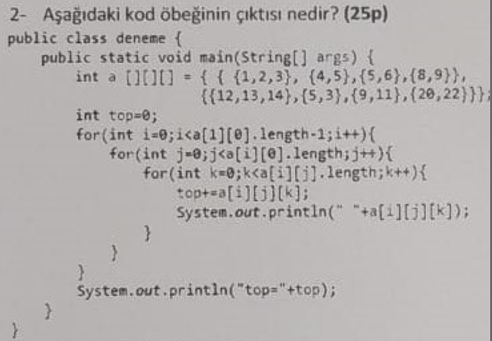 2- Aşağıdaki kod öbeğinin çıktısı nedir? (25p)
public class deneme {
public static void main(String[] args) {
int a [][][] = { { {1,2,3}, {4,5},{5,6},{8,9}},
{{12,13,14},{5,3},{9,11},{20,22}}};
int top=0;
for(int i=0;i<a[1][0].length-1;i++){
for(int j=0;j<a[i][0].length;j++){
for(int k=0;k<a[i][j].length;k++){
top+=a[i][j][k];
System.out.println(" "+a[i][j][k]);
}
}
}
System.out.println("top="+top);
}
}